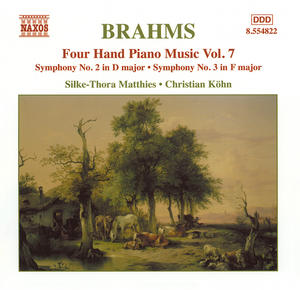 NAXOS
DDD
8.554822
BRAHMS
Four Hand Piano Music Vol. 7
Symphony No. 2 in D major • Symphony No. 3 in F major
Silke-Thora Matthies • Christian Köhn